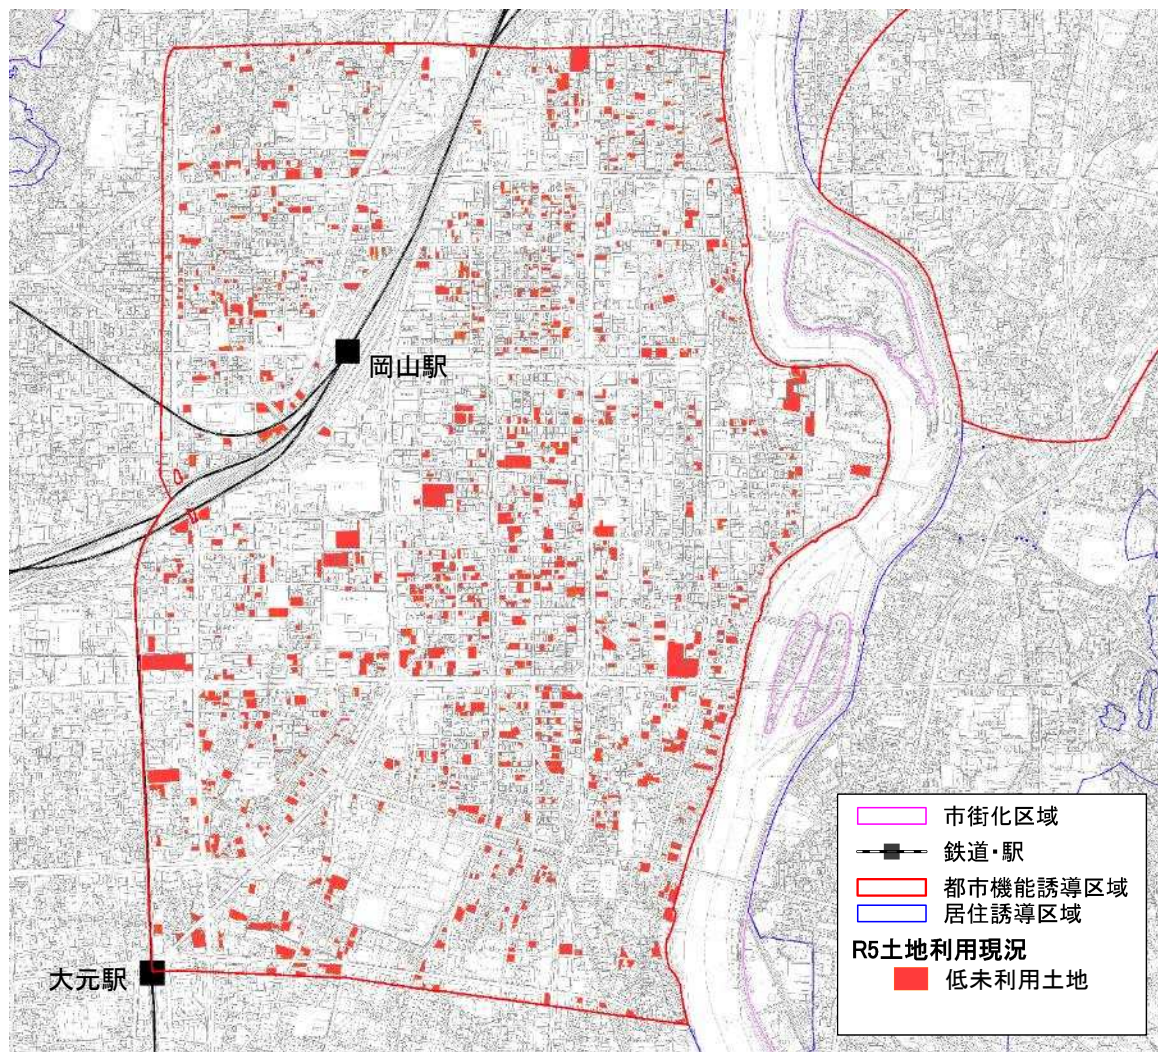 岡山駅
大元駅
市街化区域
鉄道・駅
都市機能誘導区域
居住誘導区域
R5土地利用現況
低未利用土地